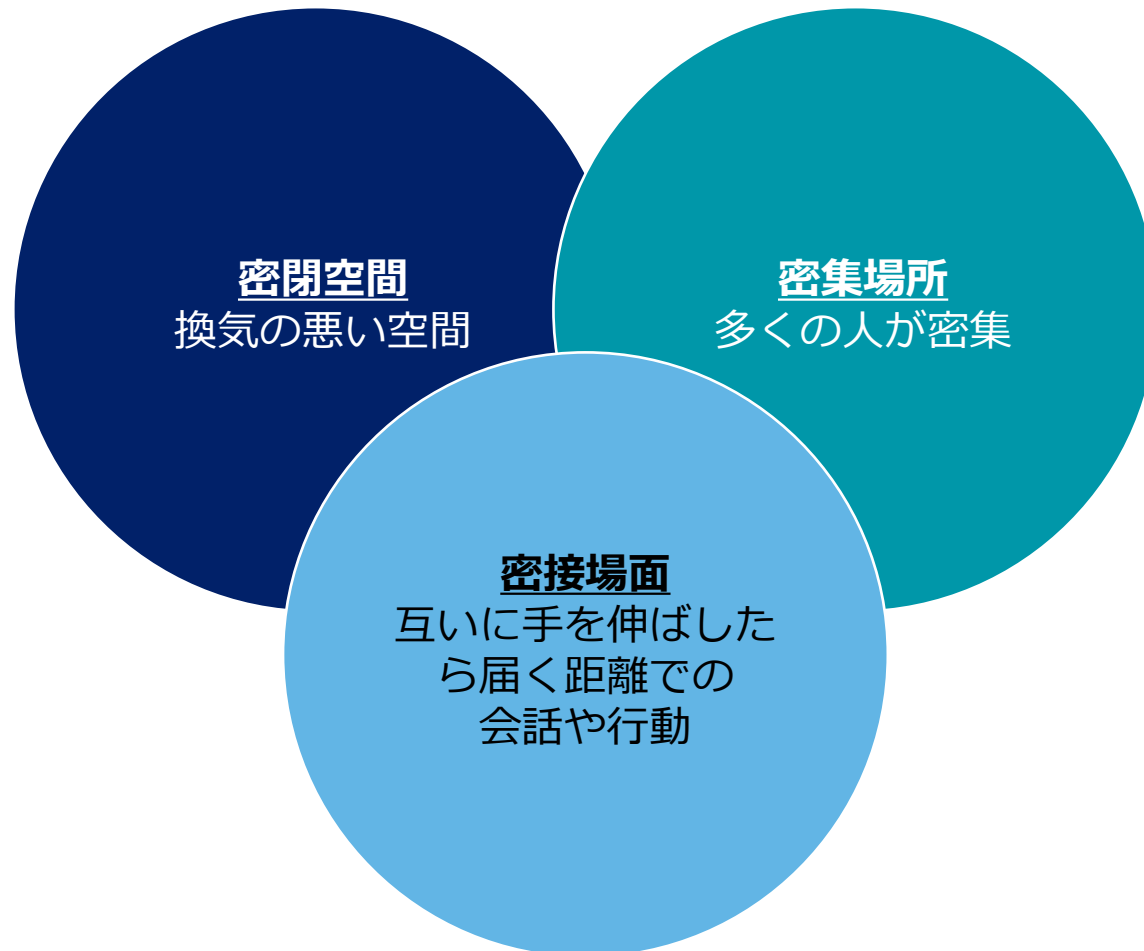 密閉空間
換気の悪い空間
密集場所
多くの人が密集
密接場面
互いに手を伸ばした
ら届く距離での
会話や行動